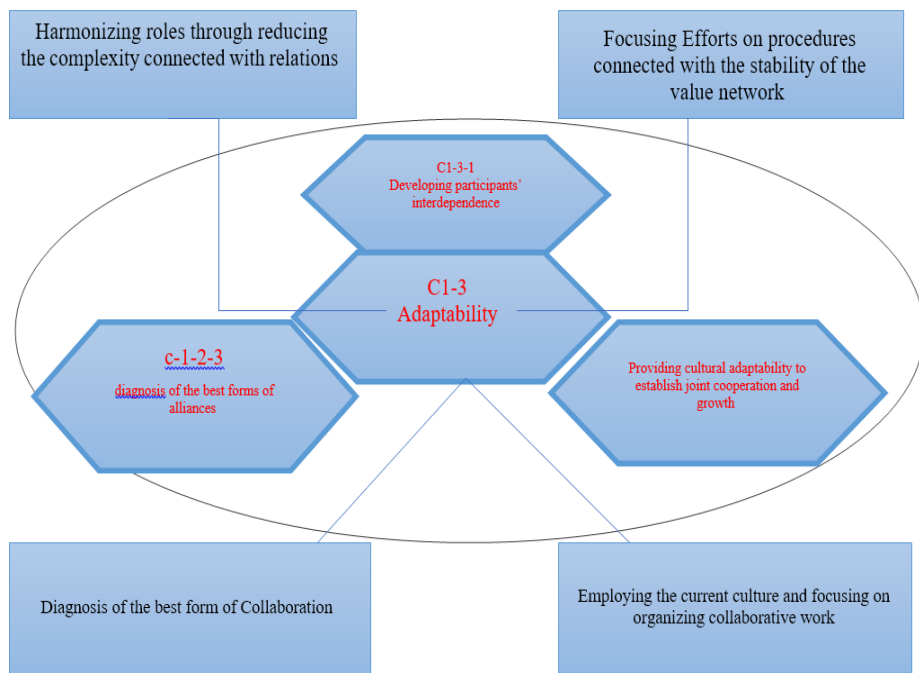 Harmonizing roles through reducing
the complexity connected with relations
Focusing Efforts on procedures
connected with the stability of the
value network
C1-3-1
Developing participants’
interdependence
C1-3
Adaptability
c-1-2-3
diagnosis of the best forms of
alliances
Providing cultural adaptability to
establish joint cooperation and
growth
Diagnosis of the best form of Collaboration
Employing the current culture and focusing on
organizing collaborative work